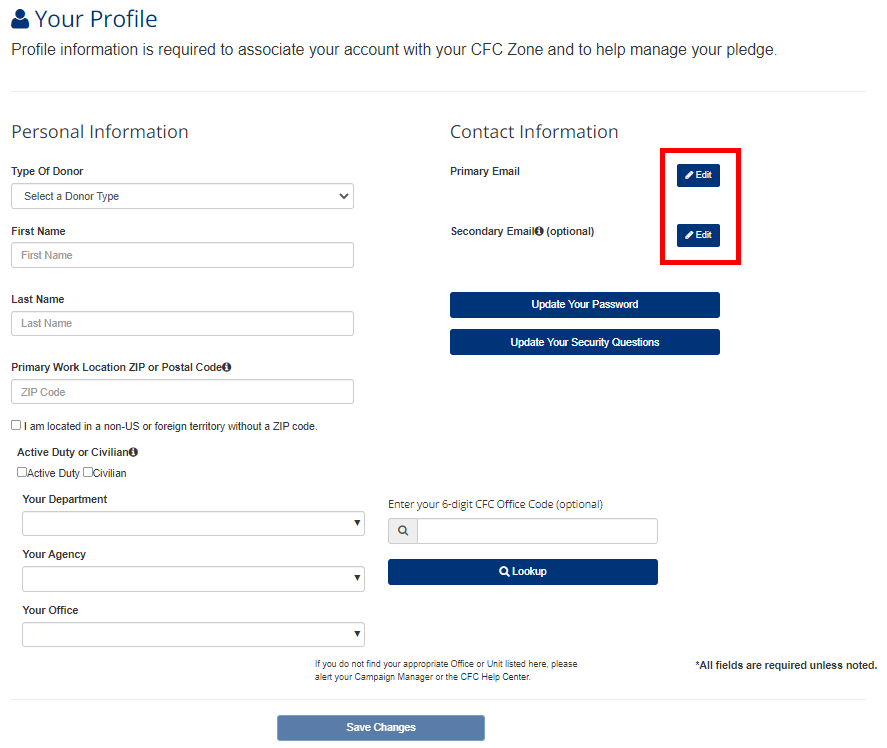 Your Profile
Profile information is required to associate your account with your CFC Zone and to help manage your pledge.
Personal Information
Type Of Donor
Select a Donor Type
First Name
First Name
Last Name
Last Name
Primary Work Location ZIP or Postal Code
ZIP Code
I am located in a non-US or foreign territory without a ZIP code.
Active Duty or Civilian
Active Duty Civilian
Your Department
Your Agency
Your Office
Contact Information
Primary Email
Edit
Secondary Email (optional)
Edit
Update Your Password
Update Your Security Questions
Enter your 6-digit CFC Office Code (optional)
Lookup
If you do not find your appropriate Office or Unit listed here, please
alert your Campaign Manager or the CFC Help Center.
*All fields are required unless noted.
Save Changes